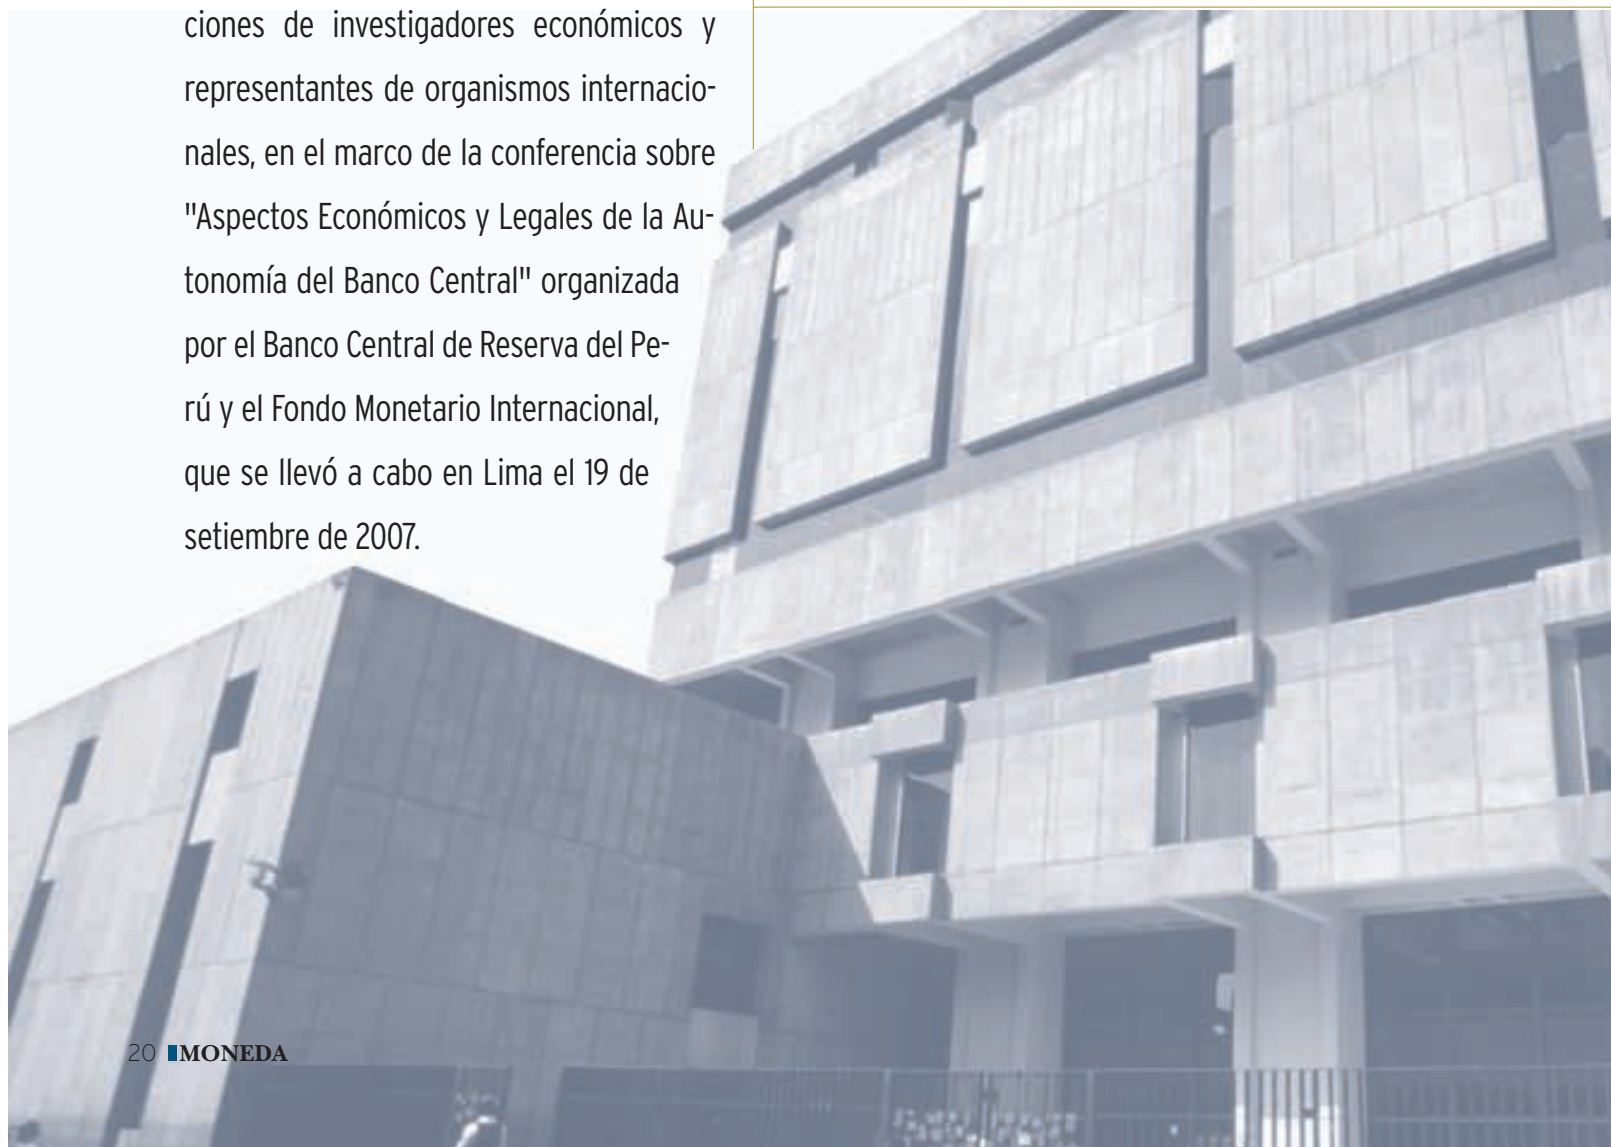 ciones de investigadores económicos y
representantes de organismos internacio-
nales, en el marco de la conferencia sobre
"Aspectos Económicos y Legales de la Au-
tonomía del Banco Central" organizada
por el Banco Central de Reserva del Pe-
rú y el Fondo Monetario Internacional,
que se llevó a cabo en Lima el 19 de
setiembre de 2007.
20 MONEDA